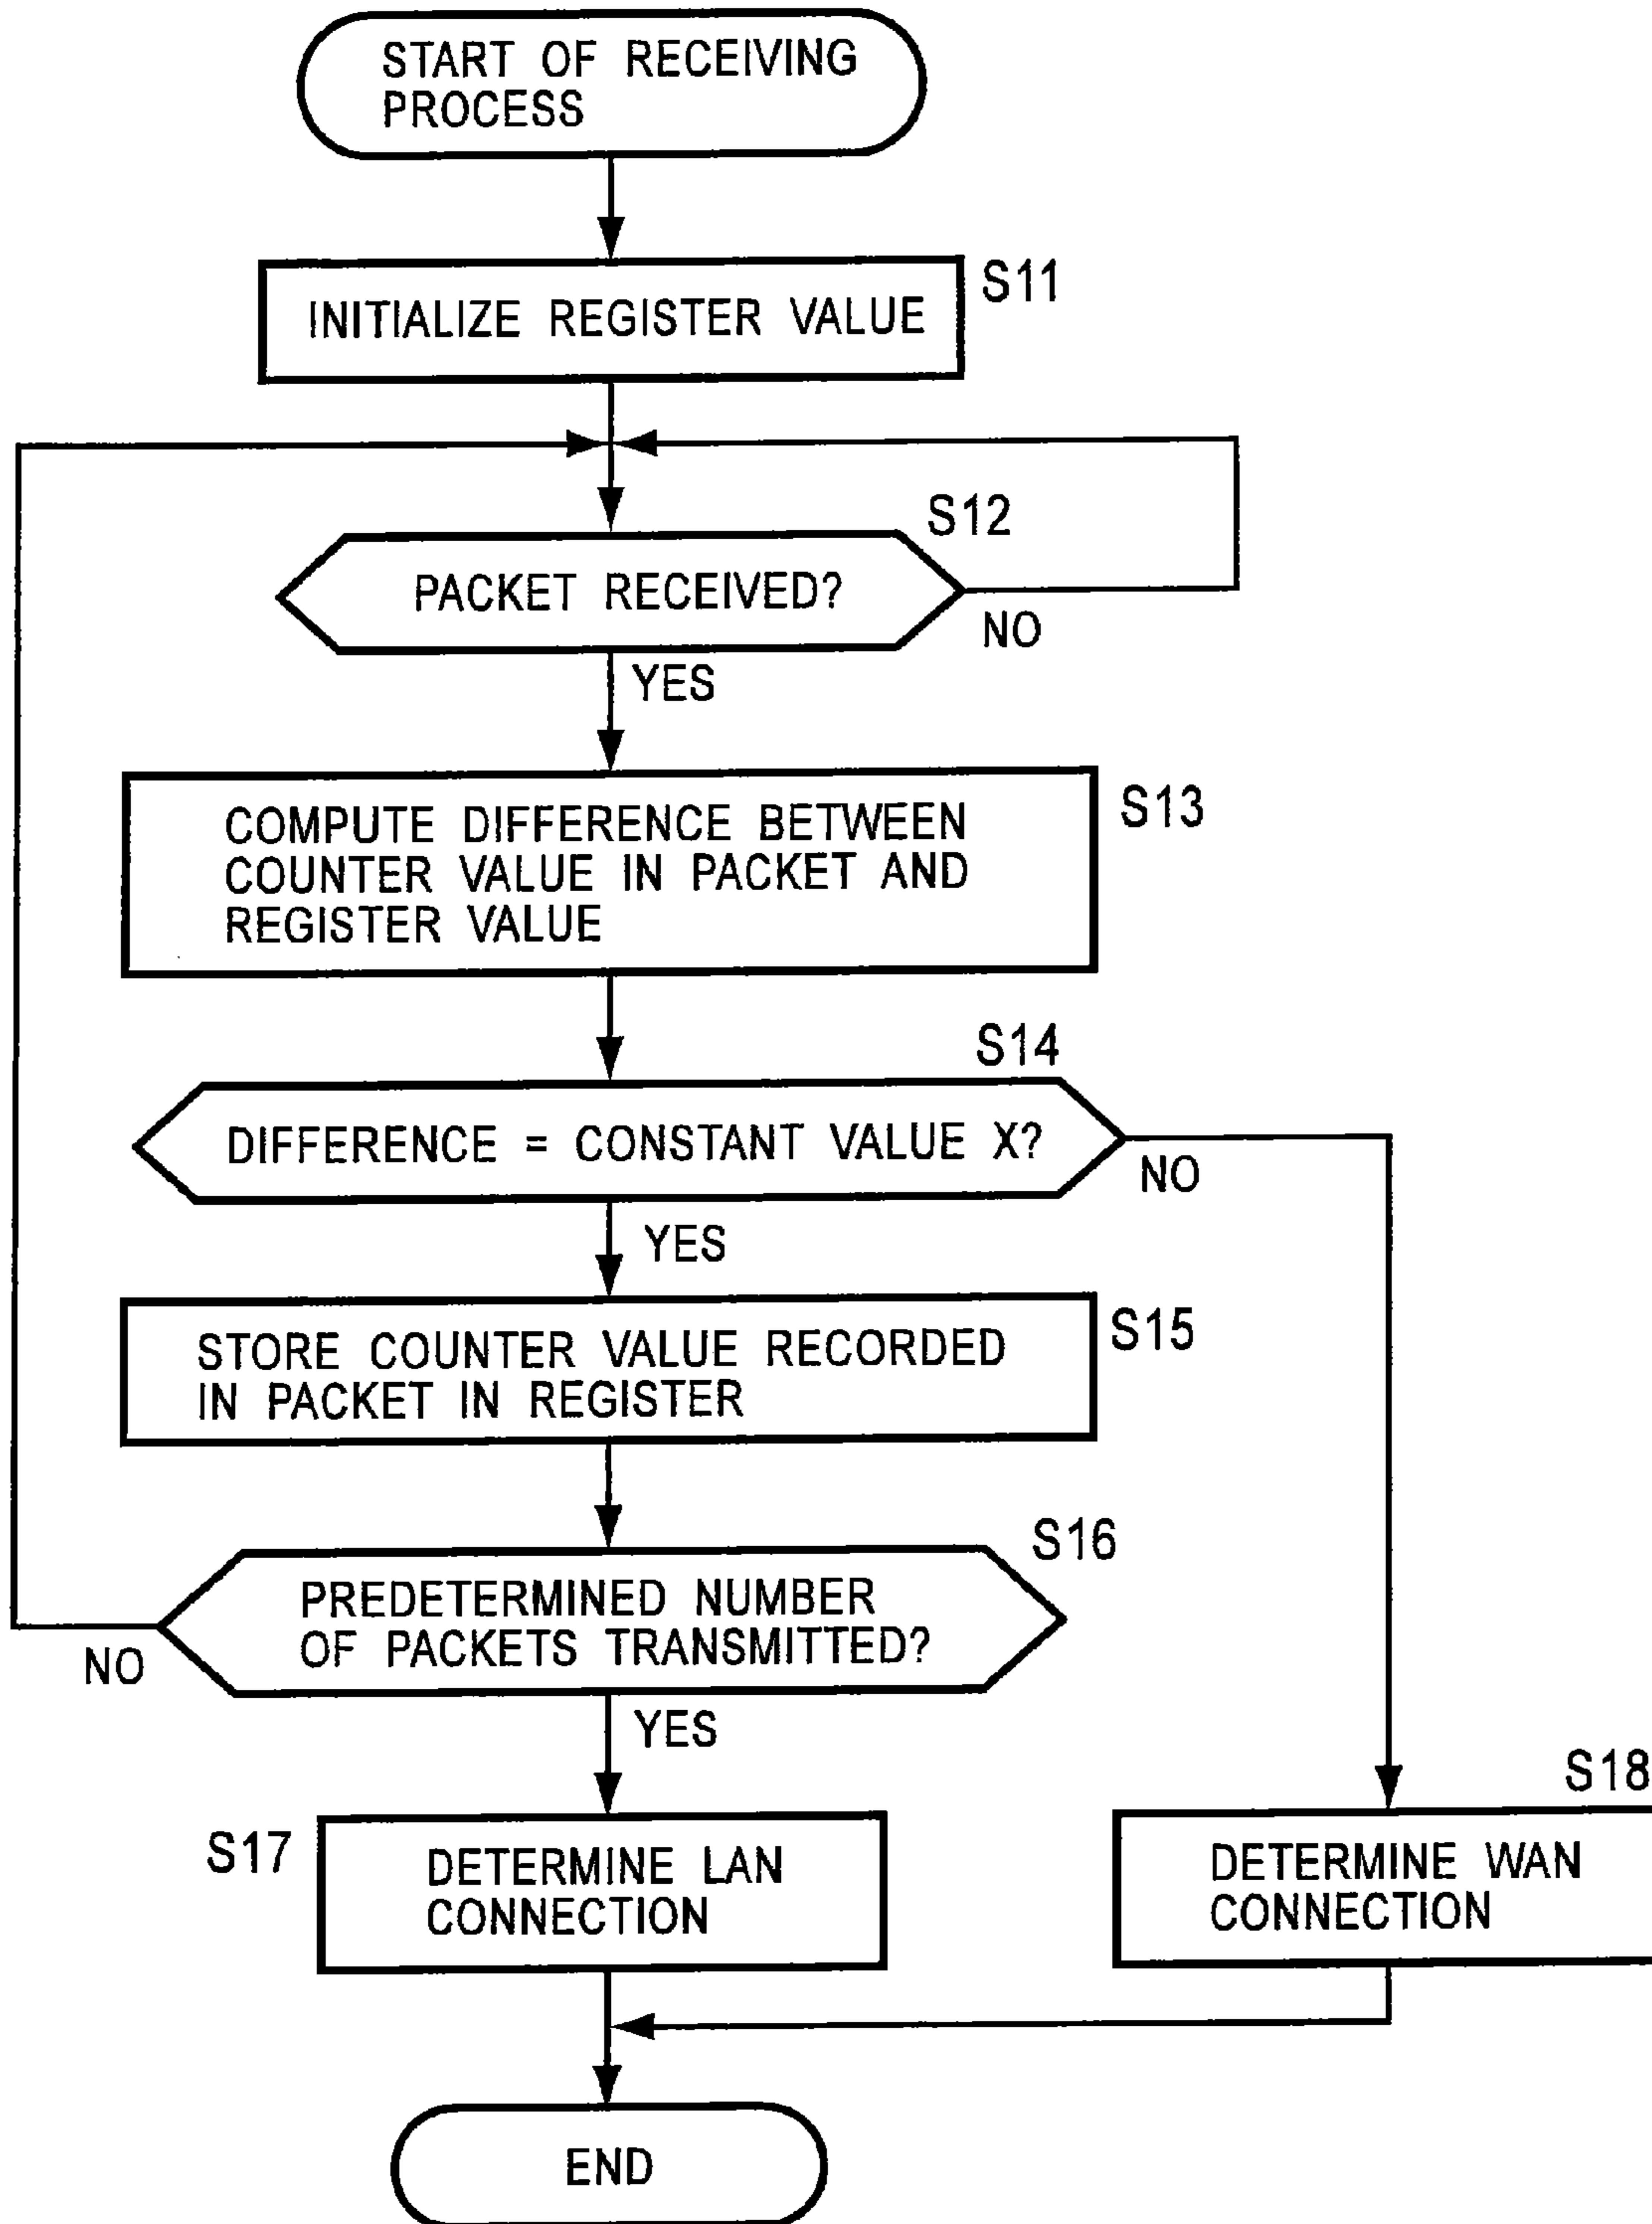 START OF RECEIVING
PROCESS
S11
INITIALIZE REGISTER VALUE
S12
PACKET RECEIVED?
NO
YES
S13
COMPUTE DIFFERENCE BETWEEN
COUNTER VALUE IN PACKET AND
REGISTER VALUE
S14
DIFFERENCE = CONSTANT VALUE X?
NO
YES
S15
STORE COUNTER VALUE RECORDED
IN PACKET IN REGISTER
S16
PREDETERMINED NUMBER
OF PACKETS TRANSMITTED?
NO
YES
S17
DETERMINE LAN
CONNECTION
S18
DETERMINE WAN
CONNECTION
END